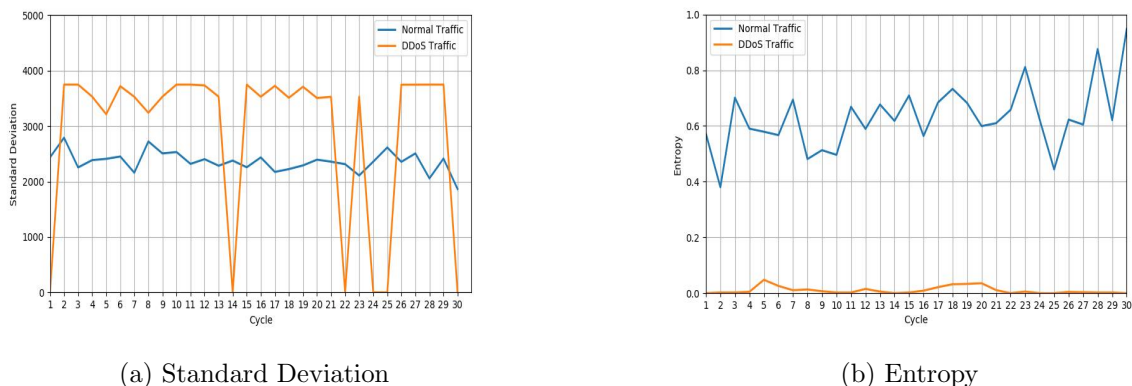 5000
4000
3000
2000
1000
0
Standard Deviation
Normal Traffic
DDoS Traffic
1 2 3 4 5 6 7 8 9 10 11 12 13 14 15 16 17 18 19 20 21 22 23 24 25 26 27 28 29 30
Cycle
(a) Standard Deviation
1.0
0.8
0.6
0.4
0.2
0.0
Entropy
Normal Traffic
DDoS Traffic
1 2 3 4 5 6 7 8 9 10 11 12 13 14 15 16 17 18 19 20 21 22 23 24 25 26 27 28 29 30
Cycle
(b) Entropy